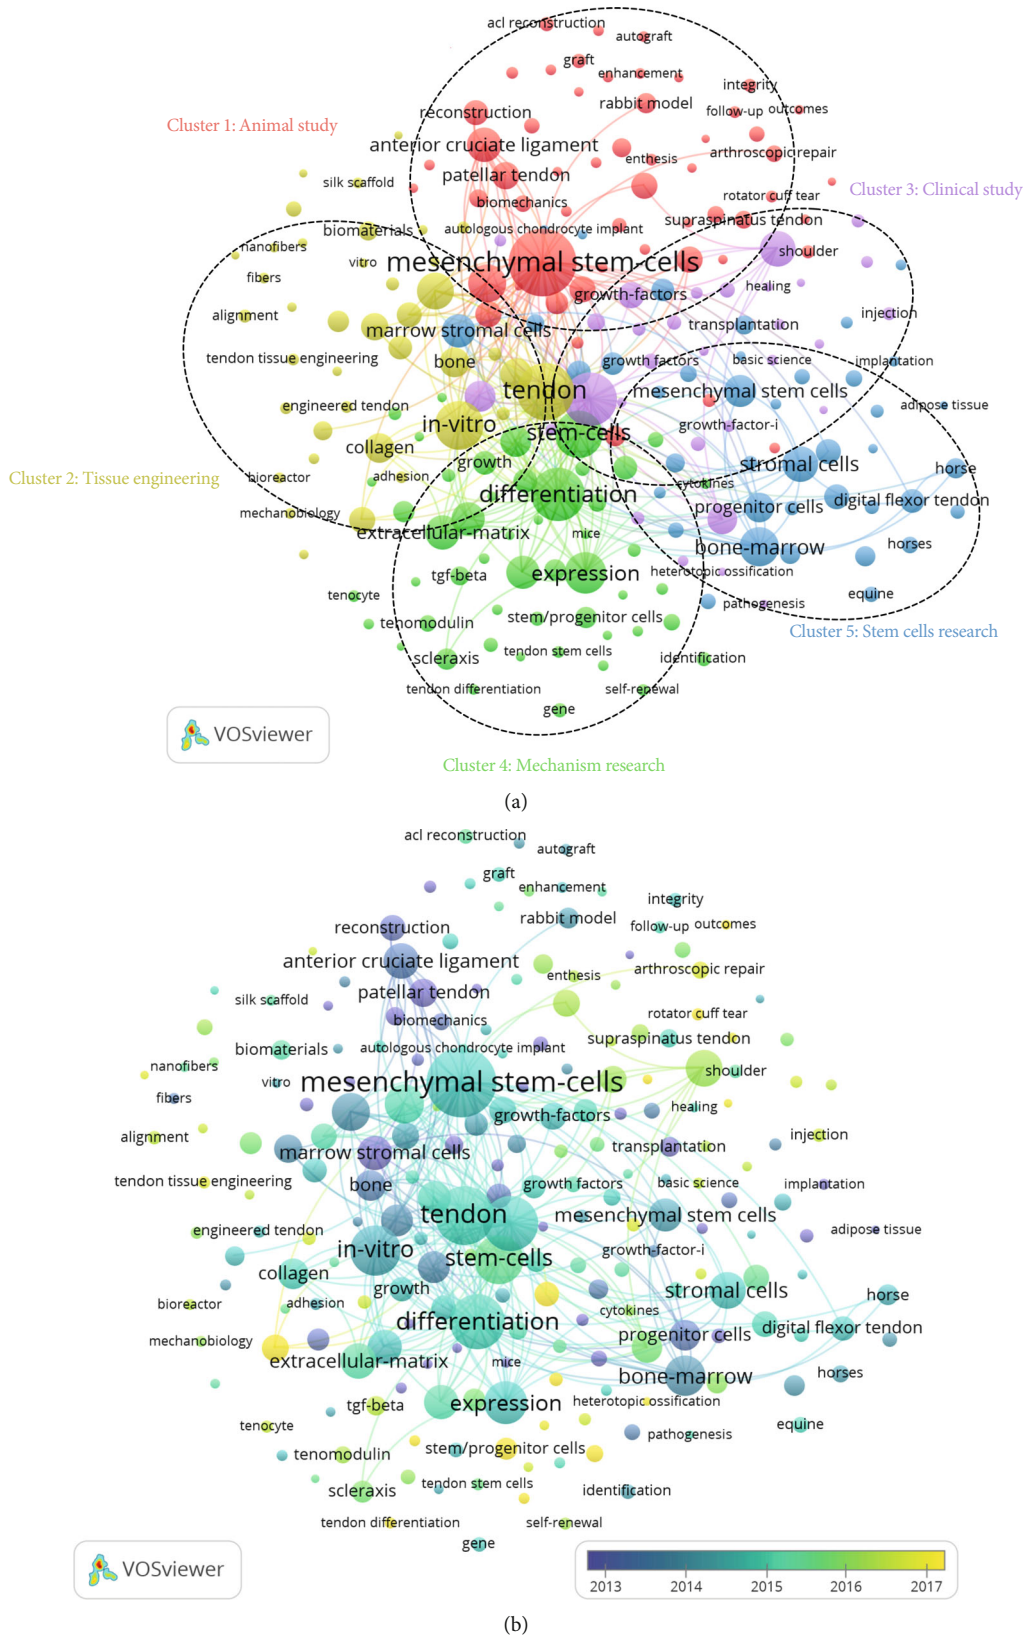 acl reconstruction
autograft
graft
enhancement
integrity
rabbit model
follow-up outcomes
reconstruction
Cluster 1: Animal study
anterior cruciate ligament
arthroscopic repair
enthesis
patellar tendon
silk scaffold
Cluster 3: Clinical study
rotator cuff tear
biomechanics
supraspinatus tendon
autologous chondrocyte implant
biomaterials
nanofibers
shoulder
vitro
mesenchymal stem-cells
fibers
healing
growth-factors
alignment
injection
marrow stromal cells
transplantation
tendon tissue engineering
bone
growth factors
basic science
implantation
tendon
mesenchymal stem cells
engineered tendon
adipose tissue
in-vitro
growth-factor-i
stem-cells
collagen
growth
stromal cells
horse
Cluster 2: Tissue engineering
bioreactor
adhesion
cytokines
differentiation
digital flexor tendon
progenitor cells
mechanobiology
extracellular-matrix
mice
bone-marrow
horses
tgf-beta
expression
heterotopic ossification
tenocyte
equine
pathogenesis
tenomodulin
stem/progenitor cells
Cluster 5: Stem cells research
tendon stem cells
scleraxis
identification
tendon differentiation
self-renewal
gene
VOSviewer
Cluster 4: Mechanism research
(a)
acl reconstruction
autograft
graft
enhancement
integrity
rabbit model
follow-up outcomes
reconstruction
anterior cruciate ligament
arthroscopic repair
enthesis
patellar tendon
silk scaffold
rotator cuff tear
biomechanics
supraspinatus tendon
biomaterials
autologous chondrocyte implant
nanofibers
shoulder
vitro
mesenchymal stem-cells
fibers
healing
growth-factors
alignment
injection
marrow stromal cells
transplantation
tendon tissue engineering
bone
growth factors
basic science
implantation
tendon
mesenchymal stem cells
engineered tendon
adipose tissue
in-vitro
growth-factor-i
stem-cells
collagen
growth
stromal cells
horse
bioreactor
adhesion
cytokines
differentiation
digital flexor tendon
progenitor cells
mechanobiology
extracellular-matrix
mice
bone-marrow
horses
tgf-beta
expression
heterotopic ossification
tenocyte
equine
pathogenesis
tenomodulin
stem/progenitor cells
tendon stem cells
scleraxis
identification
tendon differentiation
self-renewal
gene
VOSviewer
2013 2014 2015 2016 2017
(b)